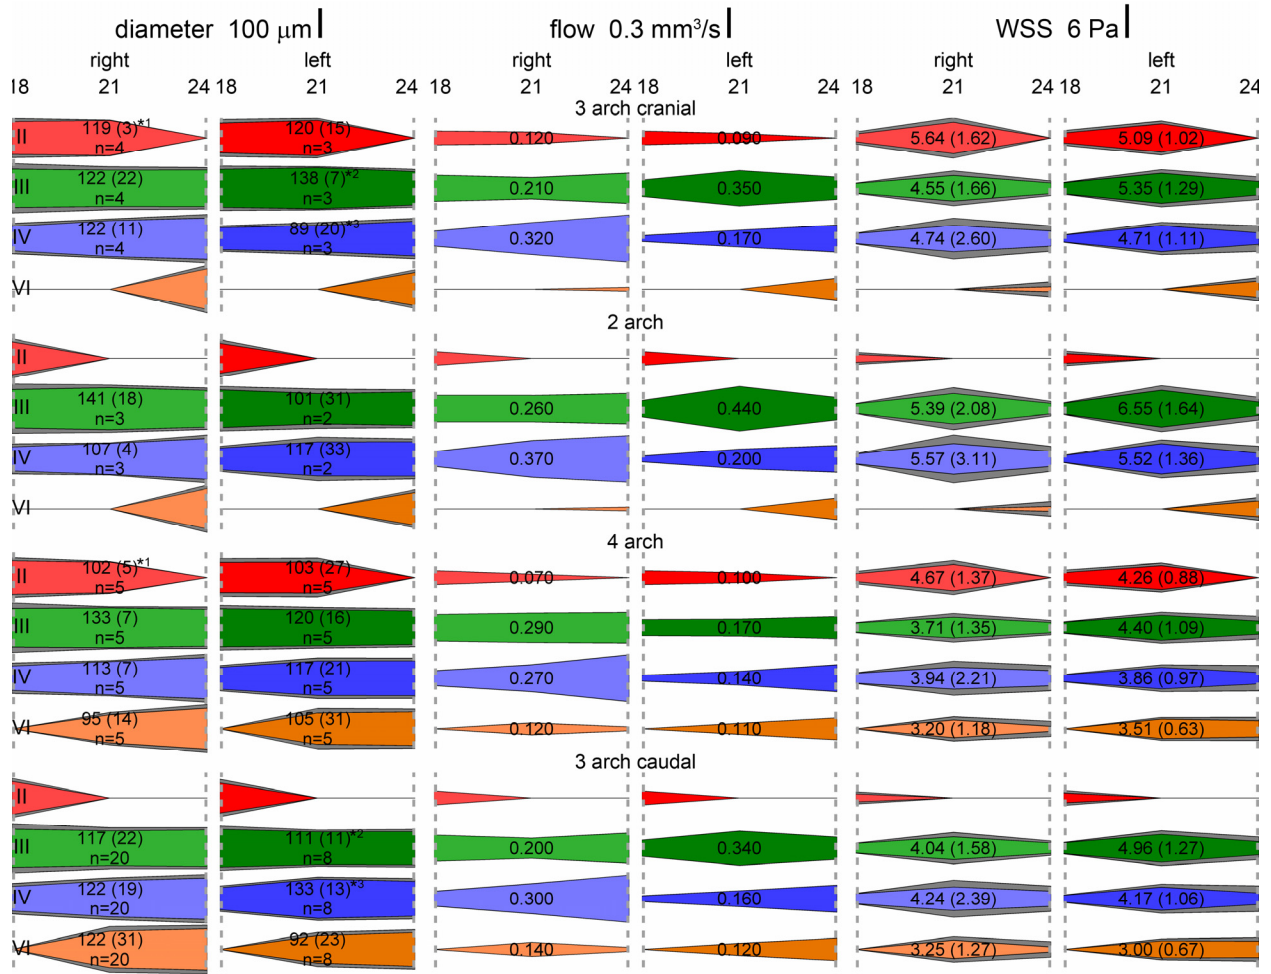 diameter 100 µm flow 0.3 mm³/s WSS 6 Pa
right left right left right left
18 21 24 18 21 24 18 21 24 18 21 24 18 21 24 18 21 24
3 arch cranial
II 119 (3)*1 120 (15) 0.120 0.090 5.64 (1.62) 5.09 (1.02)
n=4 n=3
III 122 (22) 138 (7)*2 0.210 0.350 4.55 (1.66) 5.35 (1.29)
n=4 n=3
IV 122 (11) 89 (20)*3 0.320 0.170 4.74 (2.60) 4.71 (1.11)
n=4 n=3
VI
2 arch
II
III 141 (18) 101 (31) 0.260 0.440 5.39 (2.08) 6.55 (1.64)
n=3 n=2
IV 107 (4) 117 (33) 0.370 0.200 5.57 (3.11) 5.52 (1.36)
n=3 n=2
VI
4 arch
II 102 (5)*1 103 (27) 0.070 0.100 4.67 (1.37) 4.26 (0.88)
n=5 n=5
III 133 (7) 120 (16) 0.290 0.170 3.71 (1.35) 4.40 (1.09)
n=5 n=5
IV 113 (7) 117 (21) 0.270 0.140 3.94 (2.21) 3.86 (0.97)
n=5 n=5
VI 95 (14) 105 (31) 0.120 0.110 3.20 (1.18) 3.51 (0.63)
n=5 n=5
3 arch caudal
II
III 117 (22) 111 (11)*2 0.200 0.340 4.04 (1.58) 4.96 (1.27)
n=20 n=8
IV 122 (19) 133 (13)*3 0.300 0.160 4.24 (2.39) 4.17 (1.06)
n=20 n=8
VI 122 (31) 92 (23) 0.140 0.120 3.25 (1.27) 3.00 (0.67)
n=20 n=8